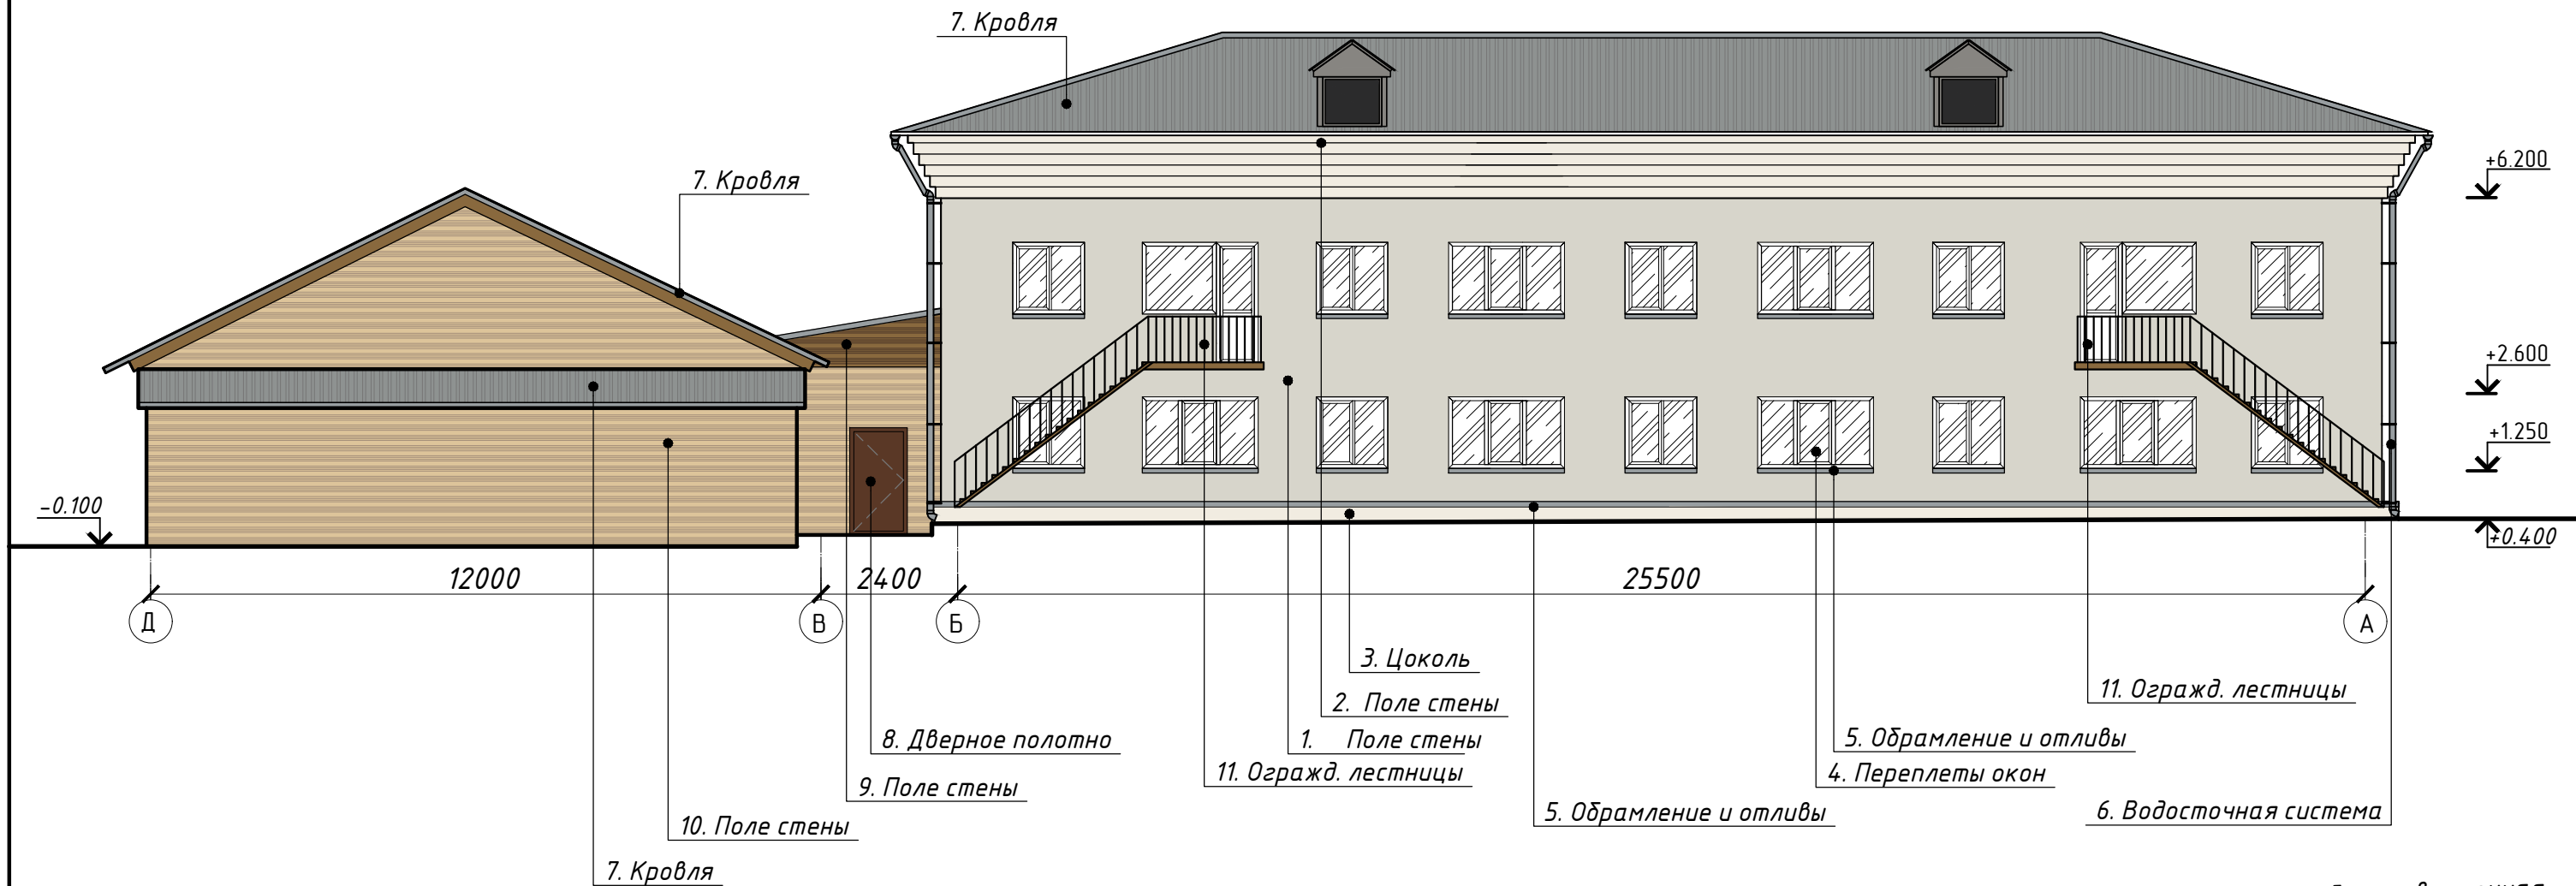 7. Кровля
+6.200
7. Кровля
+2.600
+1.250
-0.100
+0.400
12000
2400
25500
Д
В
Б
А
3. Цоколь
11. Огражд. лестницы
2. Поле стены
8. Дверное полотно
1. Поле стены
5. Обрамление и отливы
11. Огражд. лестницы
4. Переплеты окон
9. Поле стены
5. Обрамление и отливы
6. Водосточная система
10. Поле стены
7. Кровля